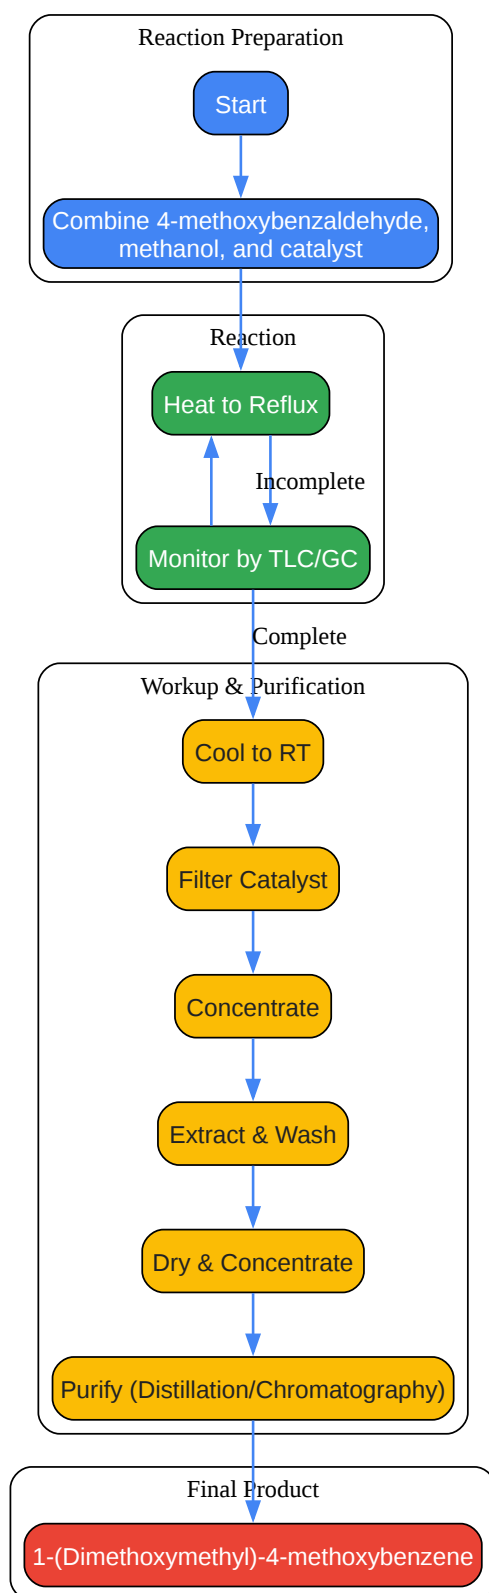 Reaction Preparation
Start
Combine 4-methoxybenzaldehyde,
methanol, and catalyst
Reaction
Heat to Reflux
Incomplete
Monitor by TLC/GC
Complete
Workup & Purification
Cool to RT
Filter Catalyst
Concentrate
Extract & Wash
Dry & Concentrate
Purify (Distillation/Chromatography)
Final Product
1-(Dimethoxymethyl)-4-methoxybenzene